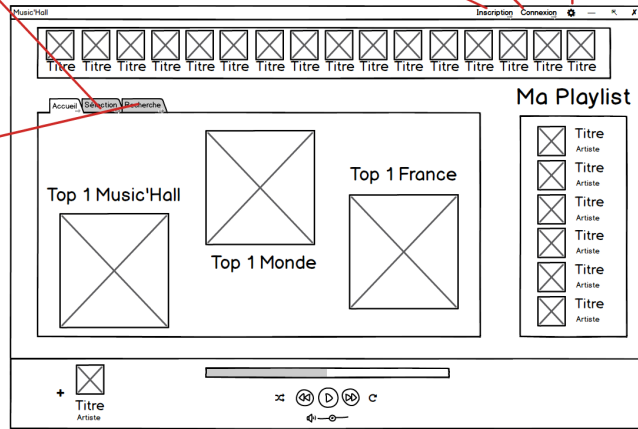 Music'Hall Inscription Connexion
Titre Titre Titre Titre Titre Titre Titre Titre Titre Titre Titre Titre Titre Titre Titre Titre
Ma Playlist
Accueil Sélection Recherche
Titre
Artiste
Titre
Artiste
Titre
Artiste
Titre
Artiste
Titre
Artiste
Titre
Artiste
Top 1 Music'Hall
Top 1 Monde
Top 1 France
Titre
Artiste